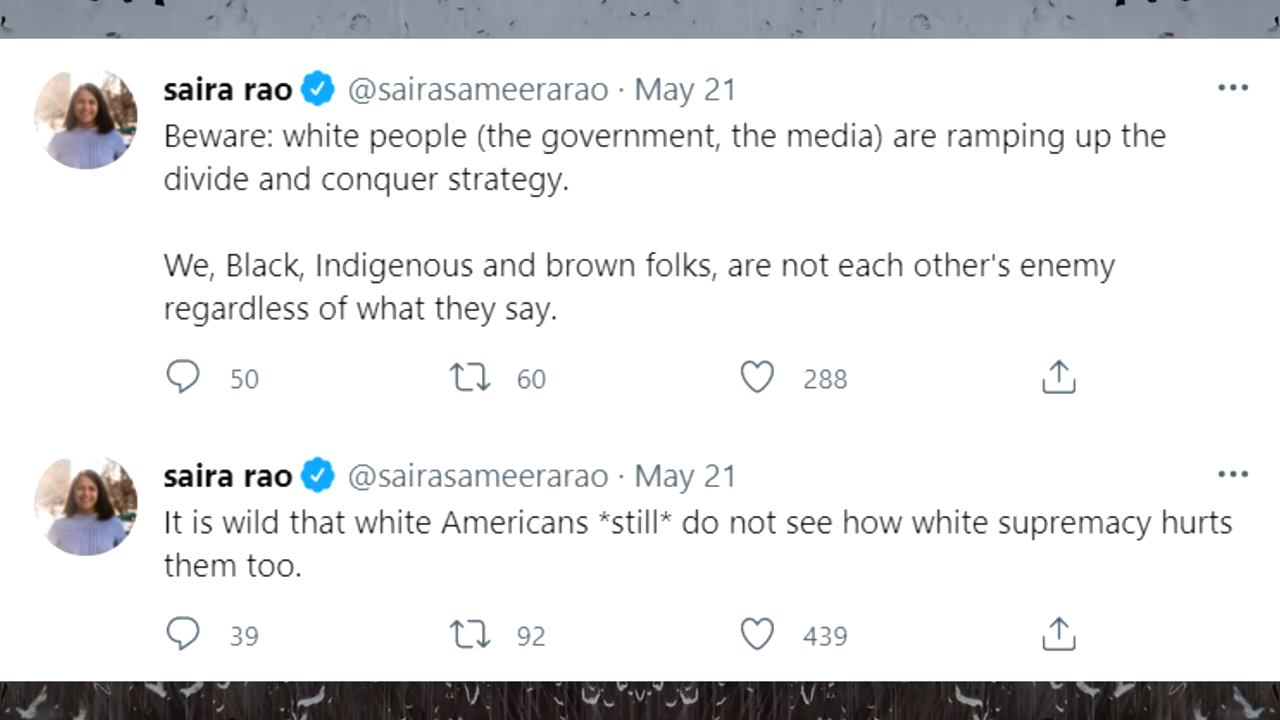 saira rao @sairasameerarao · May 21
Beware: white people (the government, the media) are ramping up the
divide and conquer strategy.
We, Black, Indigenous and brown folks, are not each other's enemy
regardless of what they say.
50 60 288
saira rao @sairasameerarao · May 21
It is wild that white Americans *still* do not see how white supremacy hurts
them too.
39 92 439